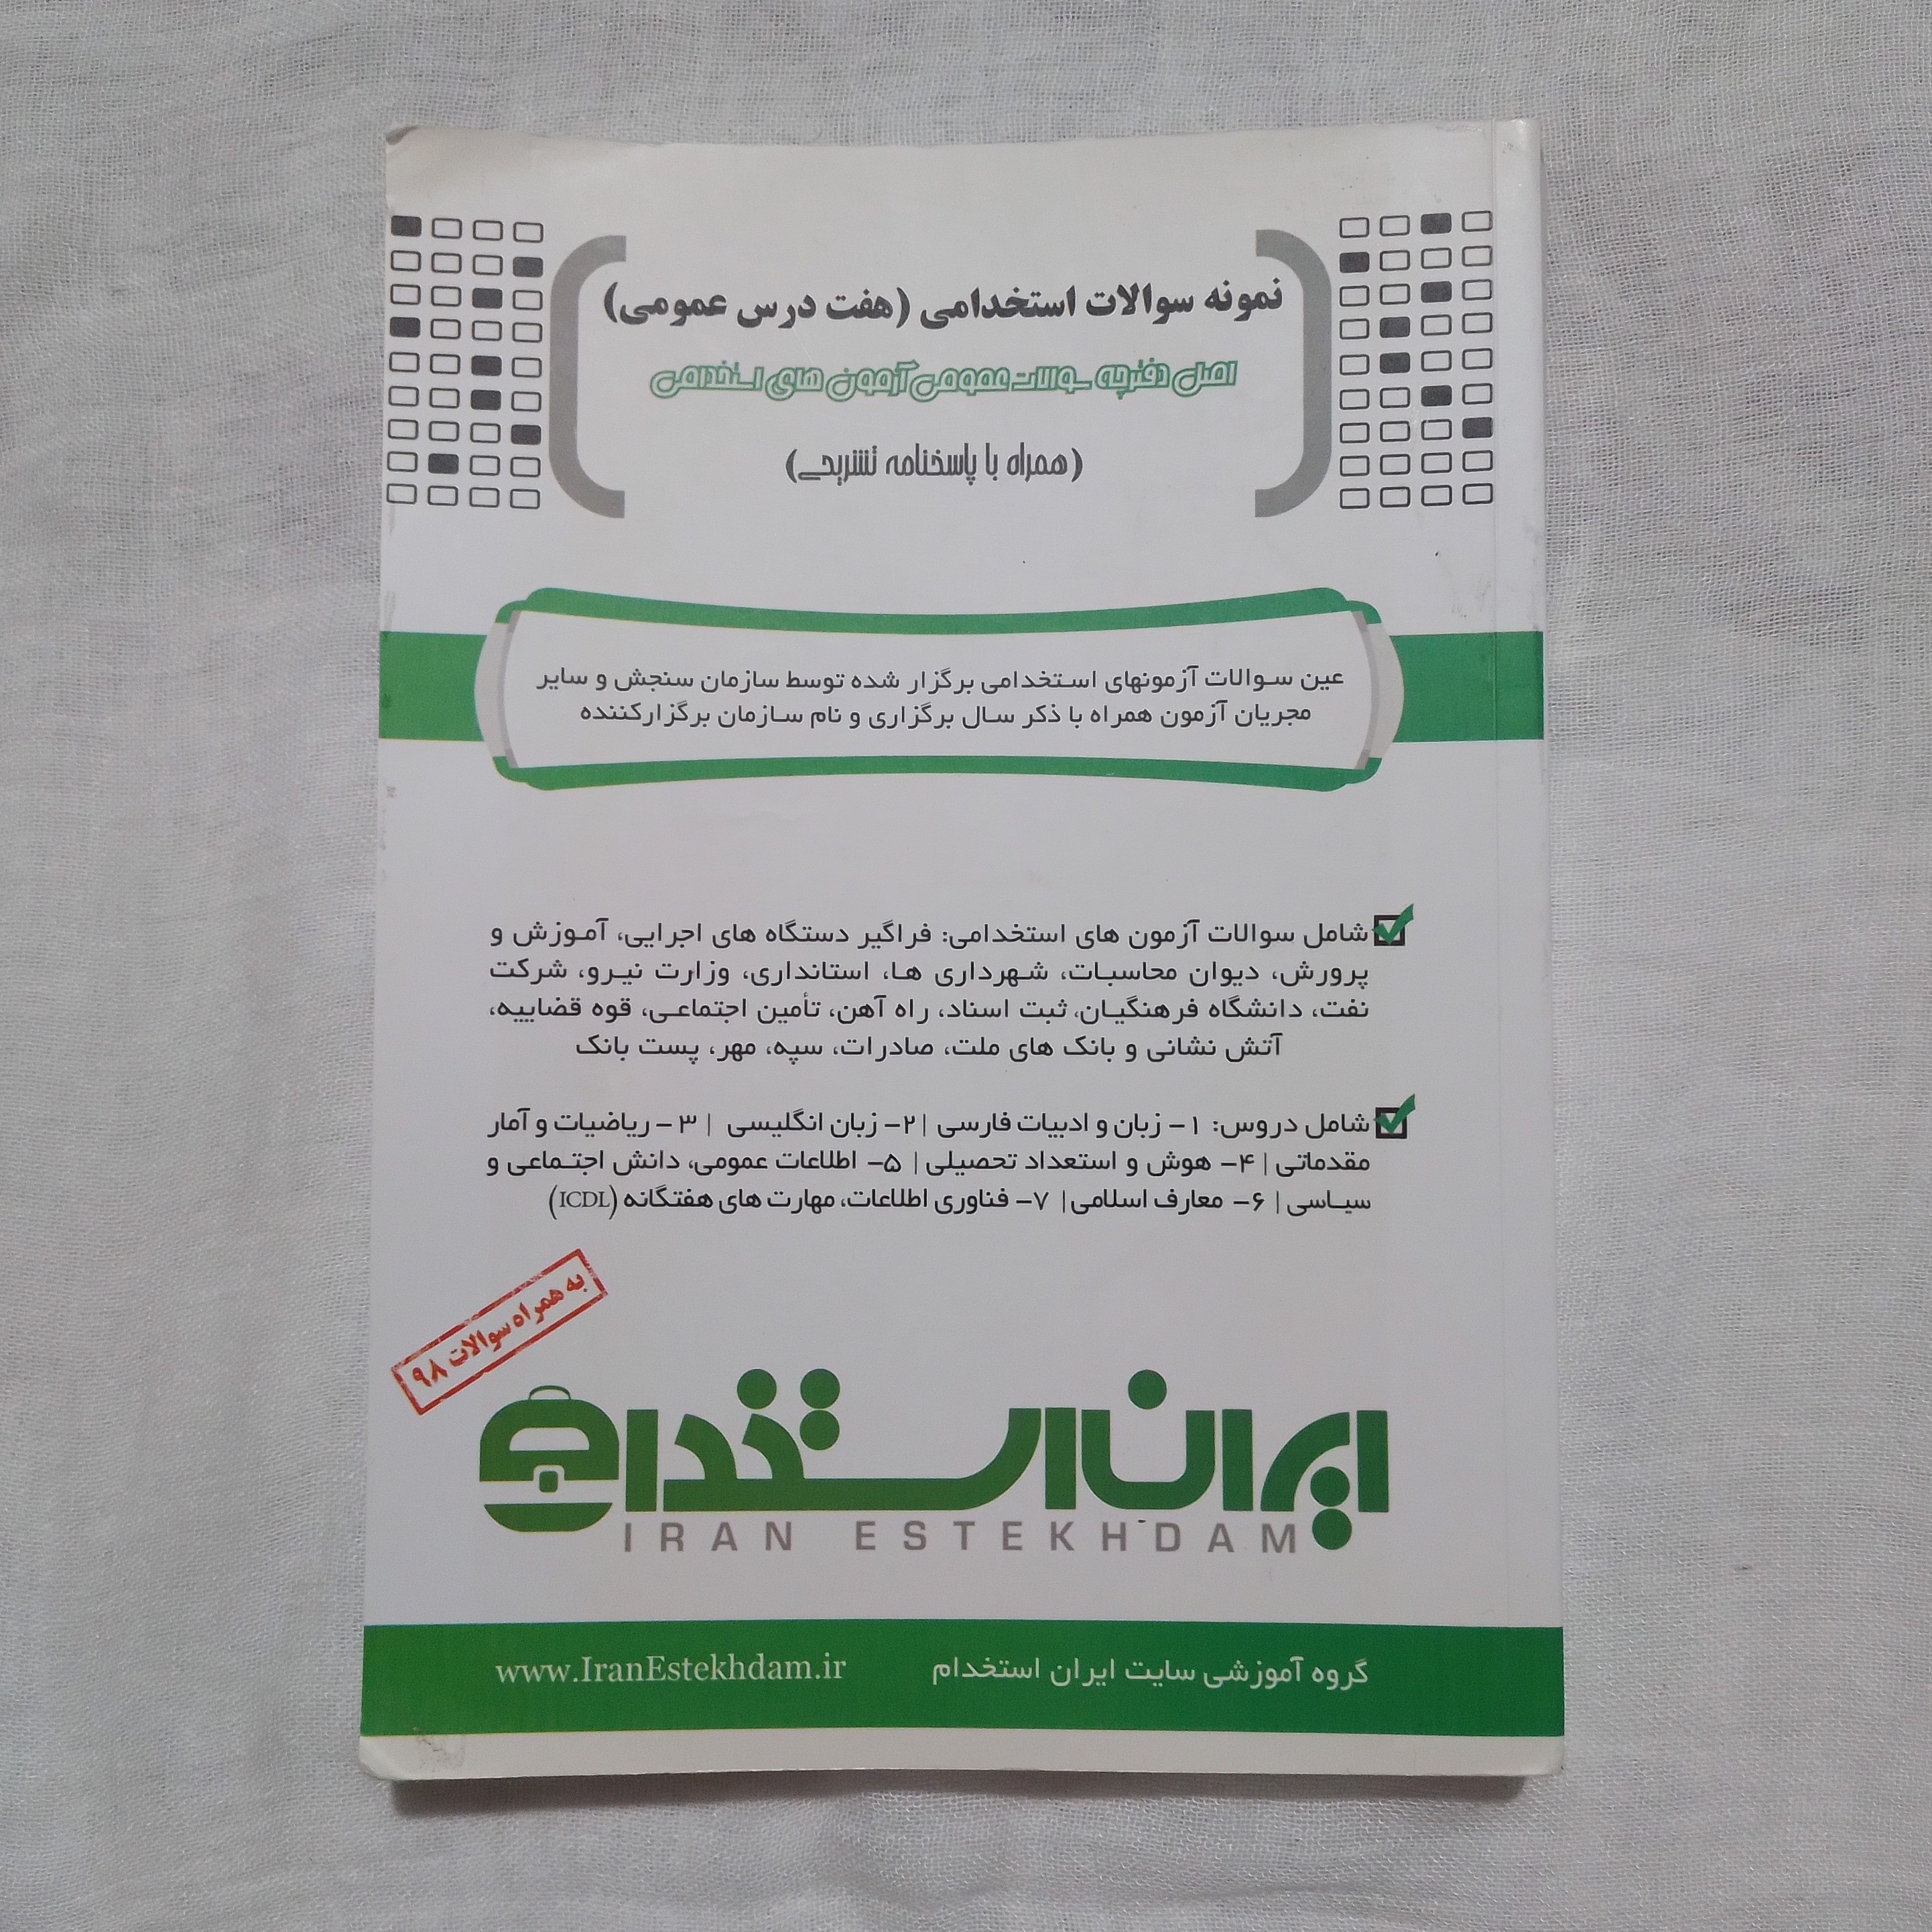 نمونه سوالات استخدامی (هفت درس عمومی)
اصل دفترچه سوالات عمومی آزمون های استخدامی
(همراه با پاسخنامه تشریحی)
عین سوالات آزمونهای استخدامی برگزار شده توسط سازمان سنجش و سایر
مجریان آزمون همراه با ذکر سال برگزاری و نام سازمان برگزارکننده
شامل سوالات آزمون های استخدامی: فراگیر دستگاه های اجرایی، آموزش و
پرورش، دیوان محاسبات، شهرداری ها، استانداری، وزارت نیرو، شرکت
نفت، دانشگاه فرهنگیان، ثبت اسناد، راه آهن، تأمین اجتماعی، قوه قضاییه،
آتش نشانی و بانک های ملت، صادرات، سپه، مهر، پست بانک
شامل دروس: ۱- زبان و ادبیات فارسی | ۲- زبان انگلیسی | ۳- ریاضیات و آمار
مقدماتی | ۴- هوش و استعداد تحصیلی | ۵- اطلاعات عمومی، دانش اجتماعی و
سیاسی | ۶- معارف اسلامی | ۷- فناوری اطلاعات، مهارت های هفتگانه (ICDL)
به همراه سوالات ۹۸
ایران استخدام
IRAN ESTEKHDAM
گروه آموزشی سایت ایران استخدام www.IranEstekhdam.ir